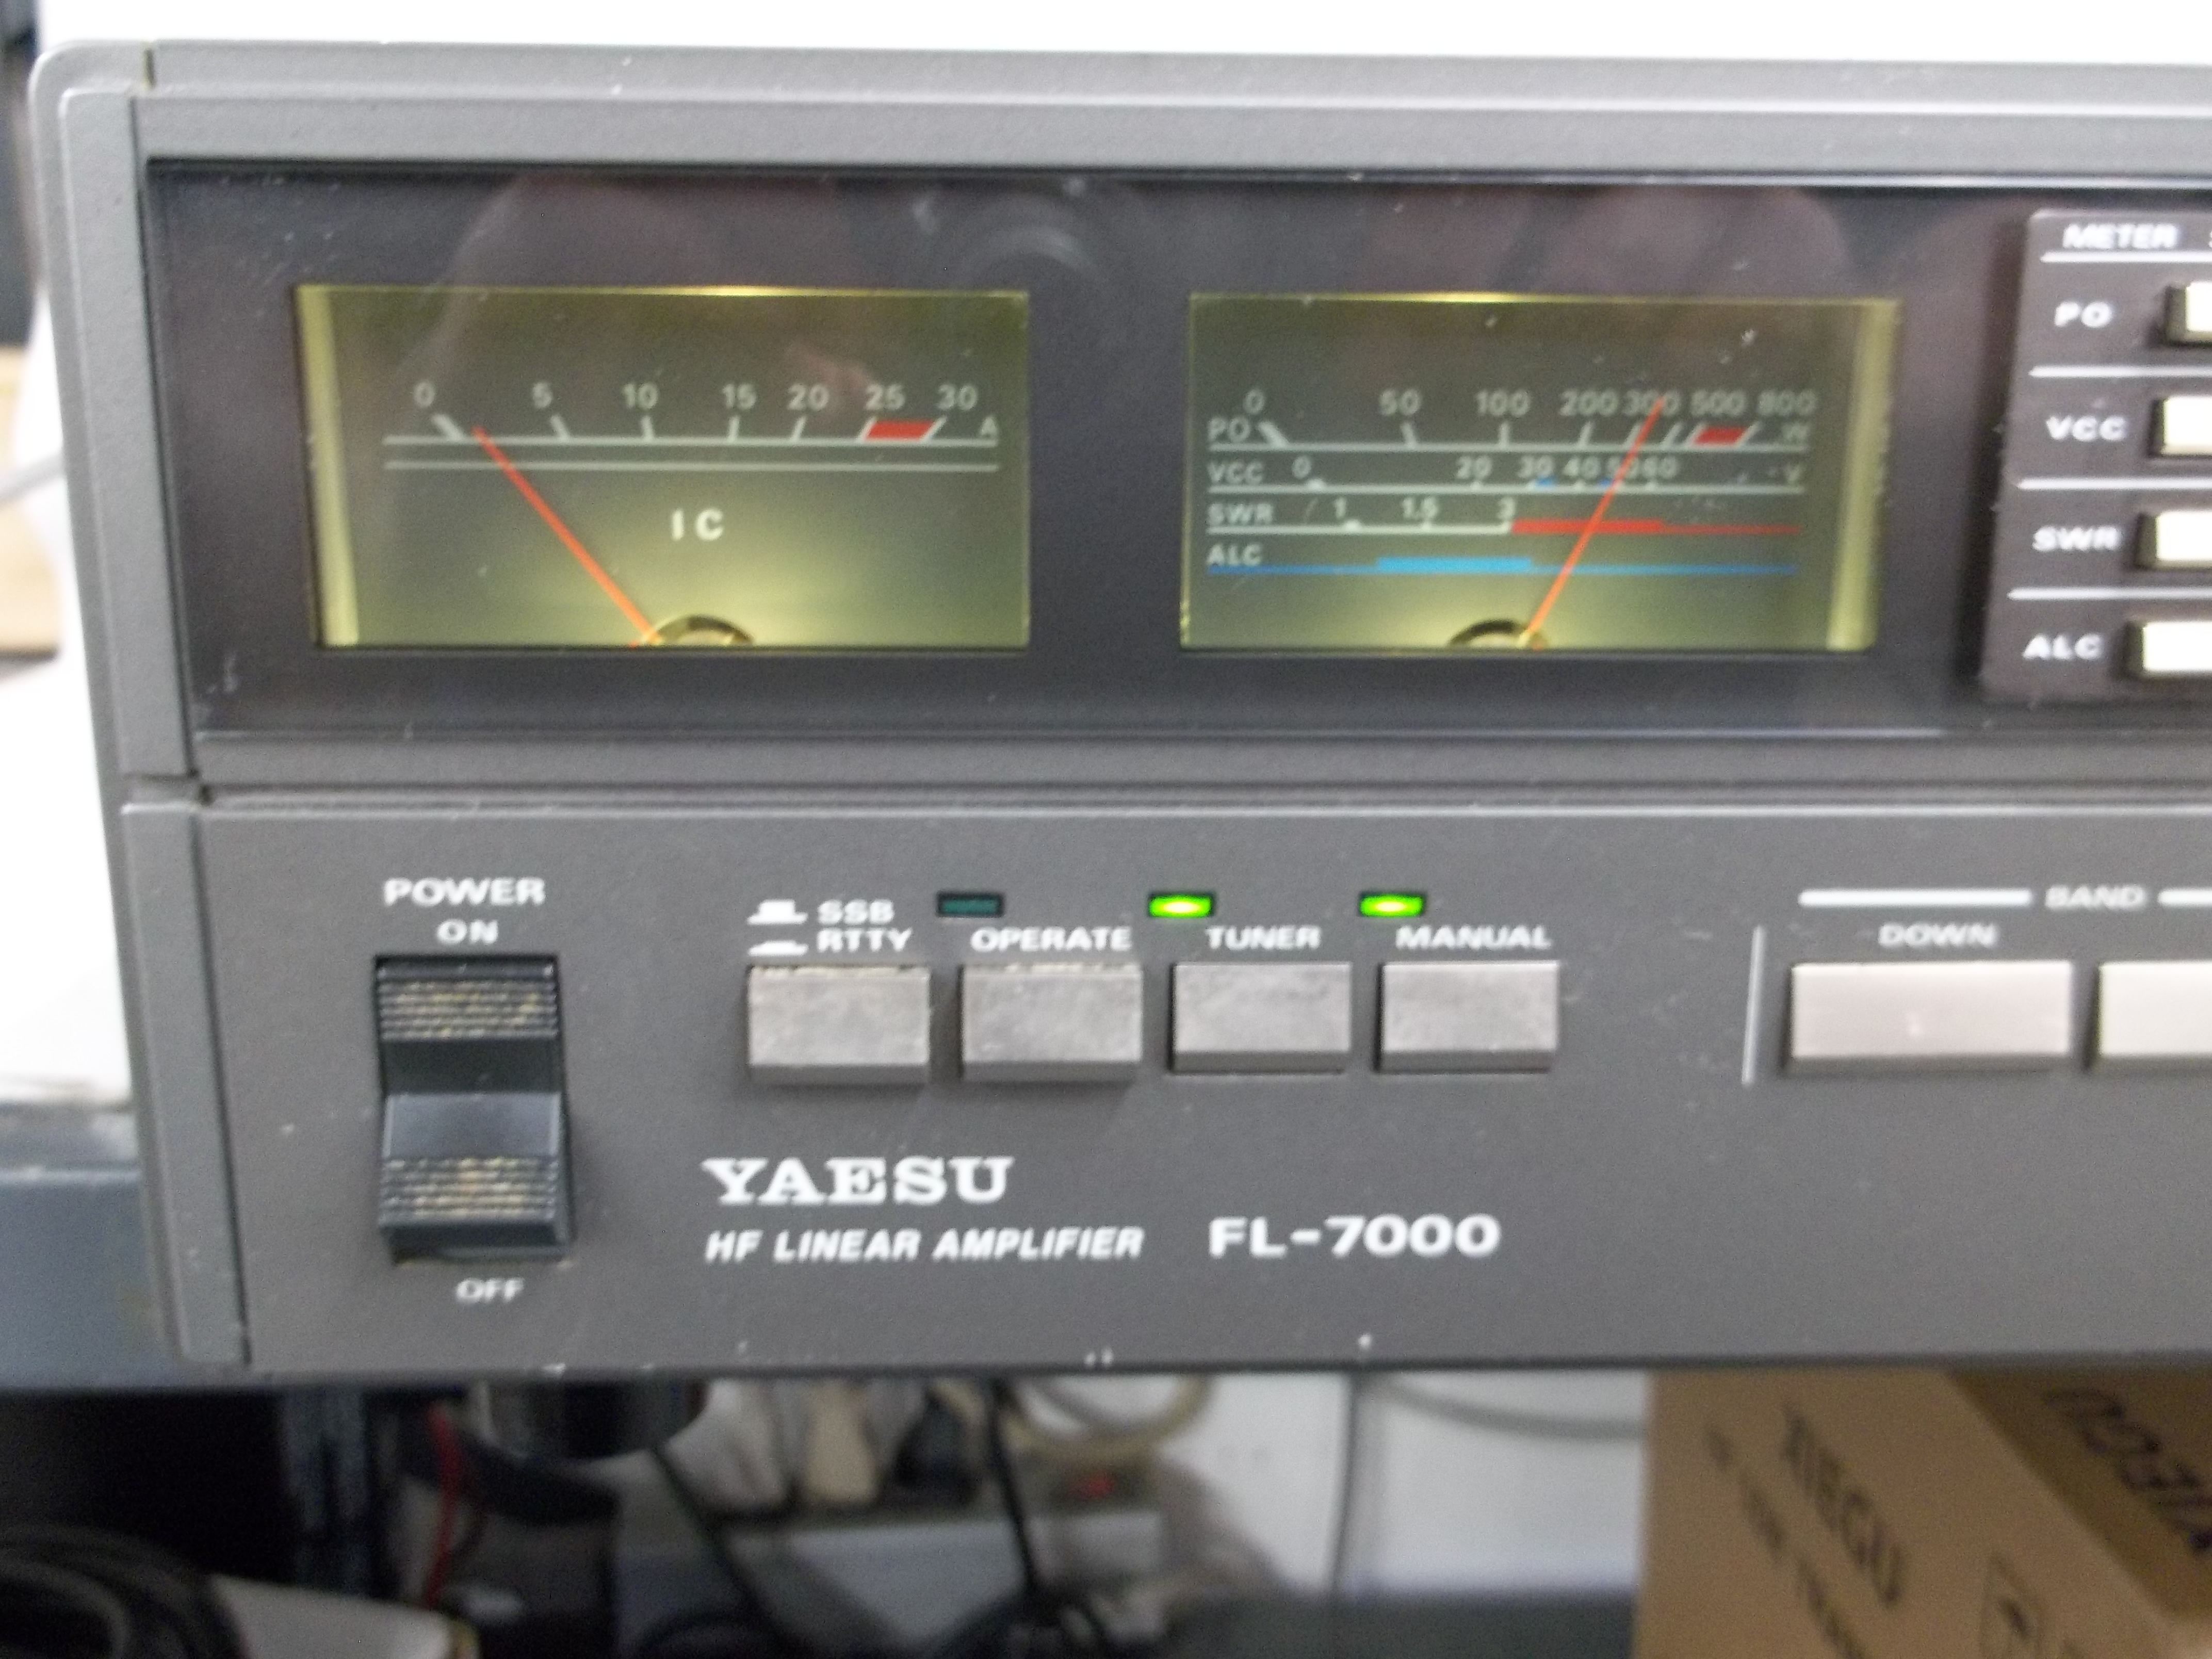 METER
PO
VCC
SWR
ALC
0 5 10 15 20 25 30
A
IC
0 50 100 200 300 500 800
PO W
VCC 0 20 30 40 50 60 V
SWR 1 1.5 3
ALC
POWER
ON
OFF
SSB
RTTY
OPERATE
TUNER
MANUAL
BAND
DOWN
YAESU
HF LINEAR AMPLIFIER FL-7000
XIEGU